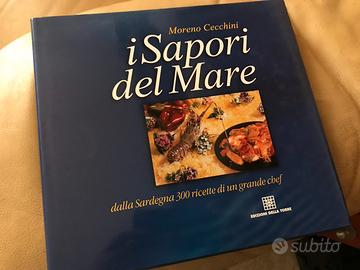 Moreno Cecchini
i Sapori
del Mare
dalla Sardegna 300 ricette di un grande chef
EDIZIONI DELLA TORRE
subito